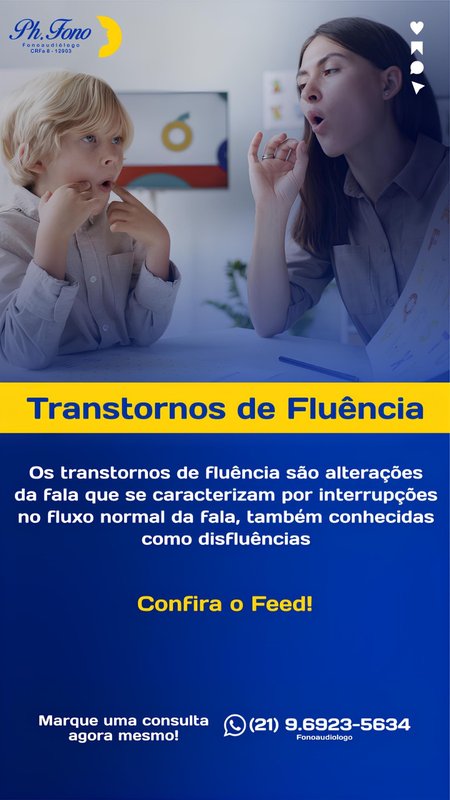 Ph. Fono
Fonoaudiólogo
CRFa 8 - 12903
Transtornos de Fluência
Os transtornos de fluência são alterações
da fala que se caracterizam por interrupções
no fluxo normal da fala, também conhecidas
como disfluências
Confira o Feed!
Marque uma consulta
agora mesmo!
(21) 9.6923-5634
Fonoaudiologo